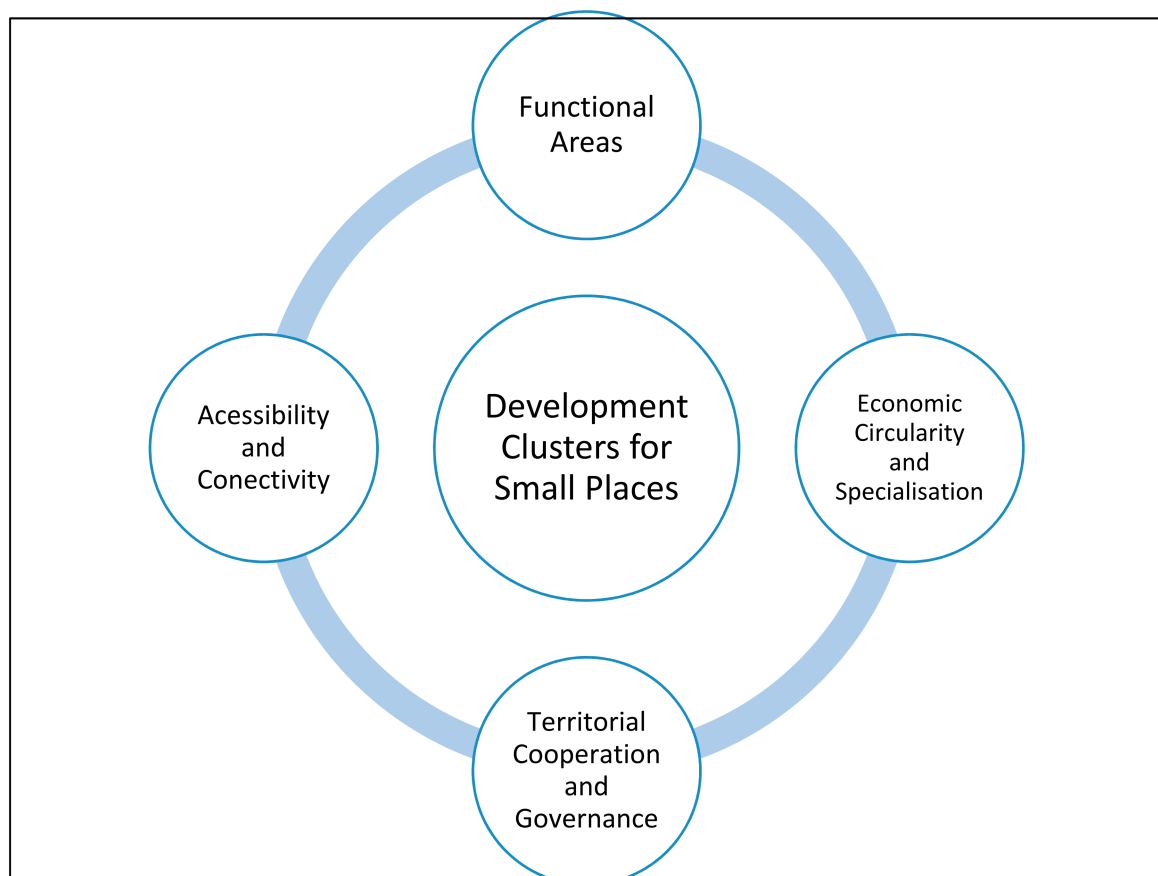 Functional
Areas
Acessibility
and
Conectivity
Development
Clusters for
Small Places
Economic
Circularity
and
Specialisation
Territorial
Cooperation
and
Governance